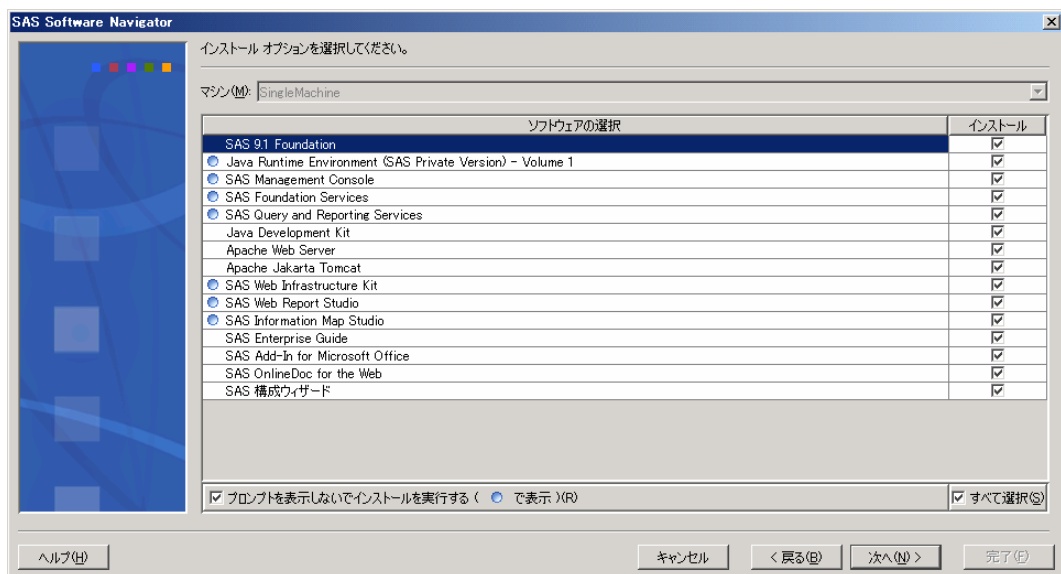 SAS Software Navigator
インストール オプションを選択してください。
マシン(M): SingleMachine
ソフトウェアの選択 インストール
SAS 9.1 Foundation
Java Runtime Environment (SAS Private Version) - Volume 1
SAS Management Console
SAS Foundation Services
SAS Query and Reporting Services
Java Development Kit
Apache Web Server
Apache Jakarta Tomcat
SAS Web Infrastructure Kit
SAS Web Report Studio
SAS Information Map Studio
SAS Enterprise Guide
SAS Add-In for Microsoft Office
SAS OnlineDoc for the Web
SAS 構成ウィザード
プロンプトを表示しないでインストールを実行する ( で表示 )(R) すべて選択(S)
ヘルプ(H) キャンセル < 戻る(B) 次へ(N) > 完了(F)